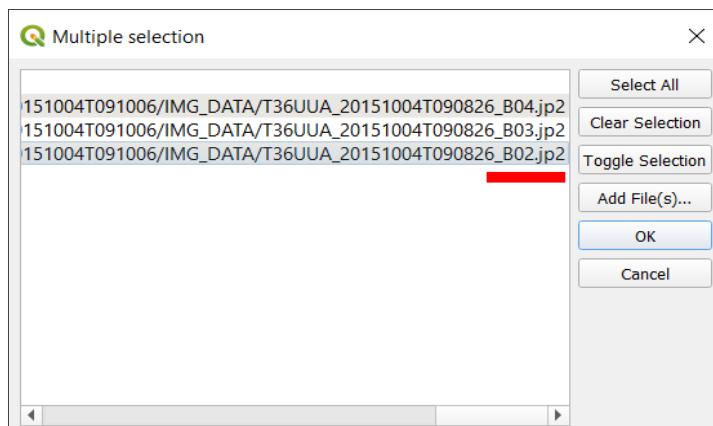 Multiple selection
151004T091006/IMG_DATA/T36UUA_20151004T090826_B04.jp2
151004T091006/IMG_DATA/T36UUA_20151004T090826_B03.jp2
151004T091006/IMG_DATA/T36UUA_20151004T090826_B02.jp2
Select All
Clear Selection
Toggle Selection
Add File(s)...
OK
Cancel